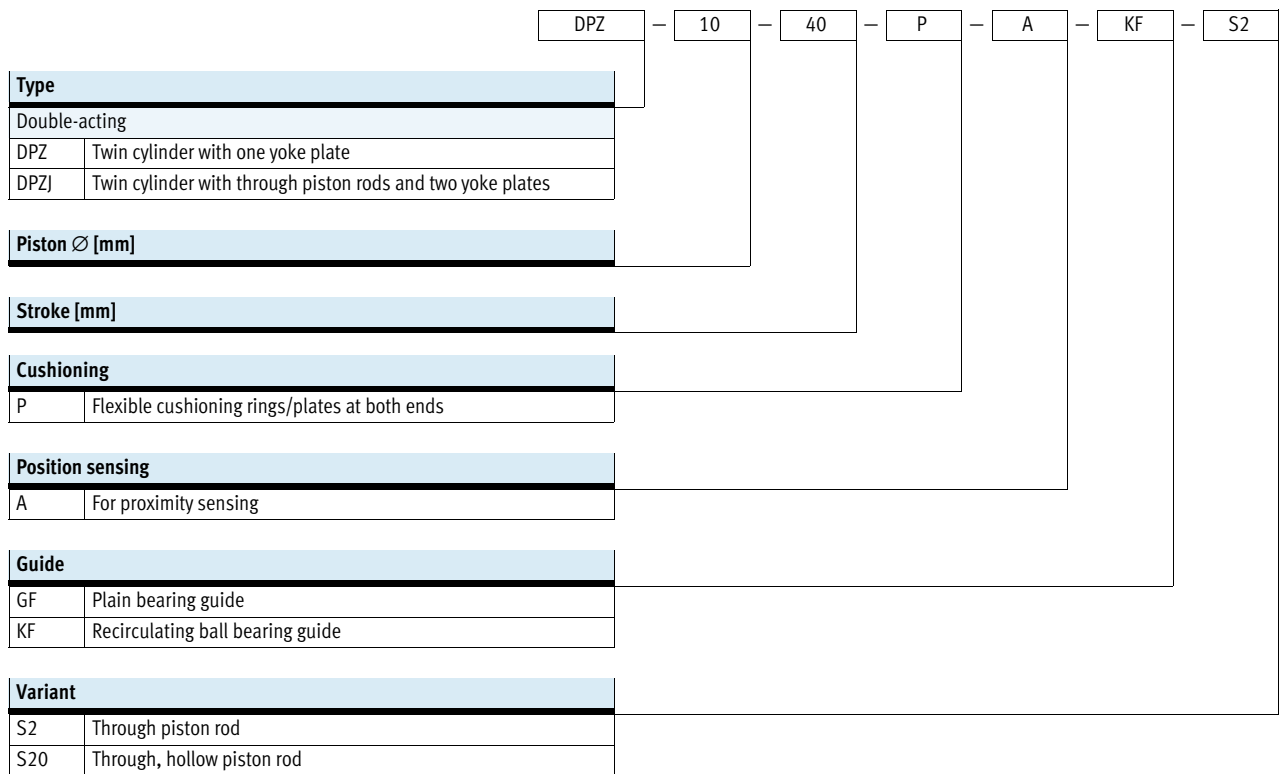 DPZ — 10 — 40 — P — A — KF — S2
Type
Double-acting
DPZ Twin cylinder with one yoke plate
DPZJ Twin cylinder with through piston rods and two yoke plates
Piston ∅ [mm]
Stroke [mm]
Cushioning
P Flexible cushioning rings/plates at both ends
Position sensing
A For proximity sensing
Guide
GF Plain bearing guide
KF Recirculating ball bearing guide
Variant
S2 Through piston rod
S20 Through, hollow piston rod